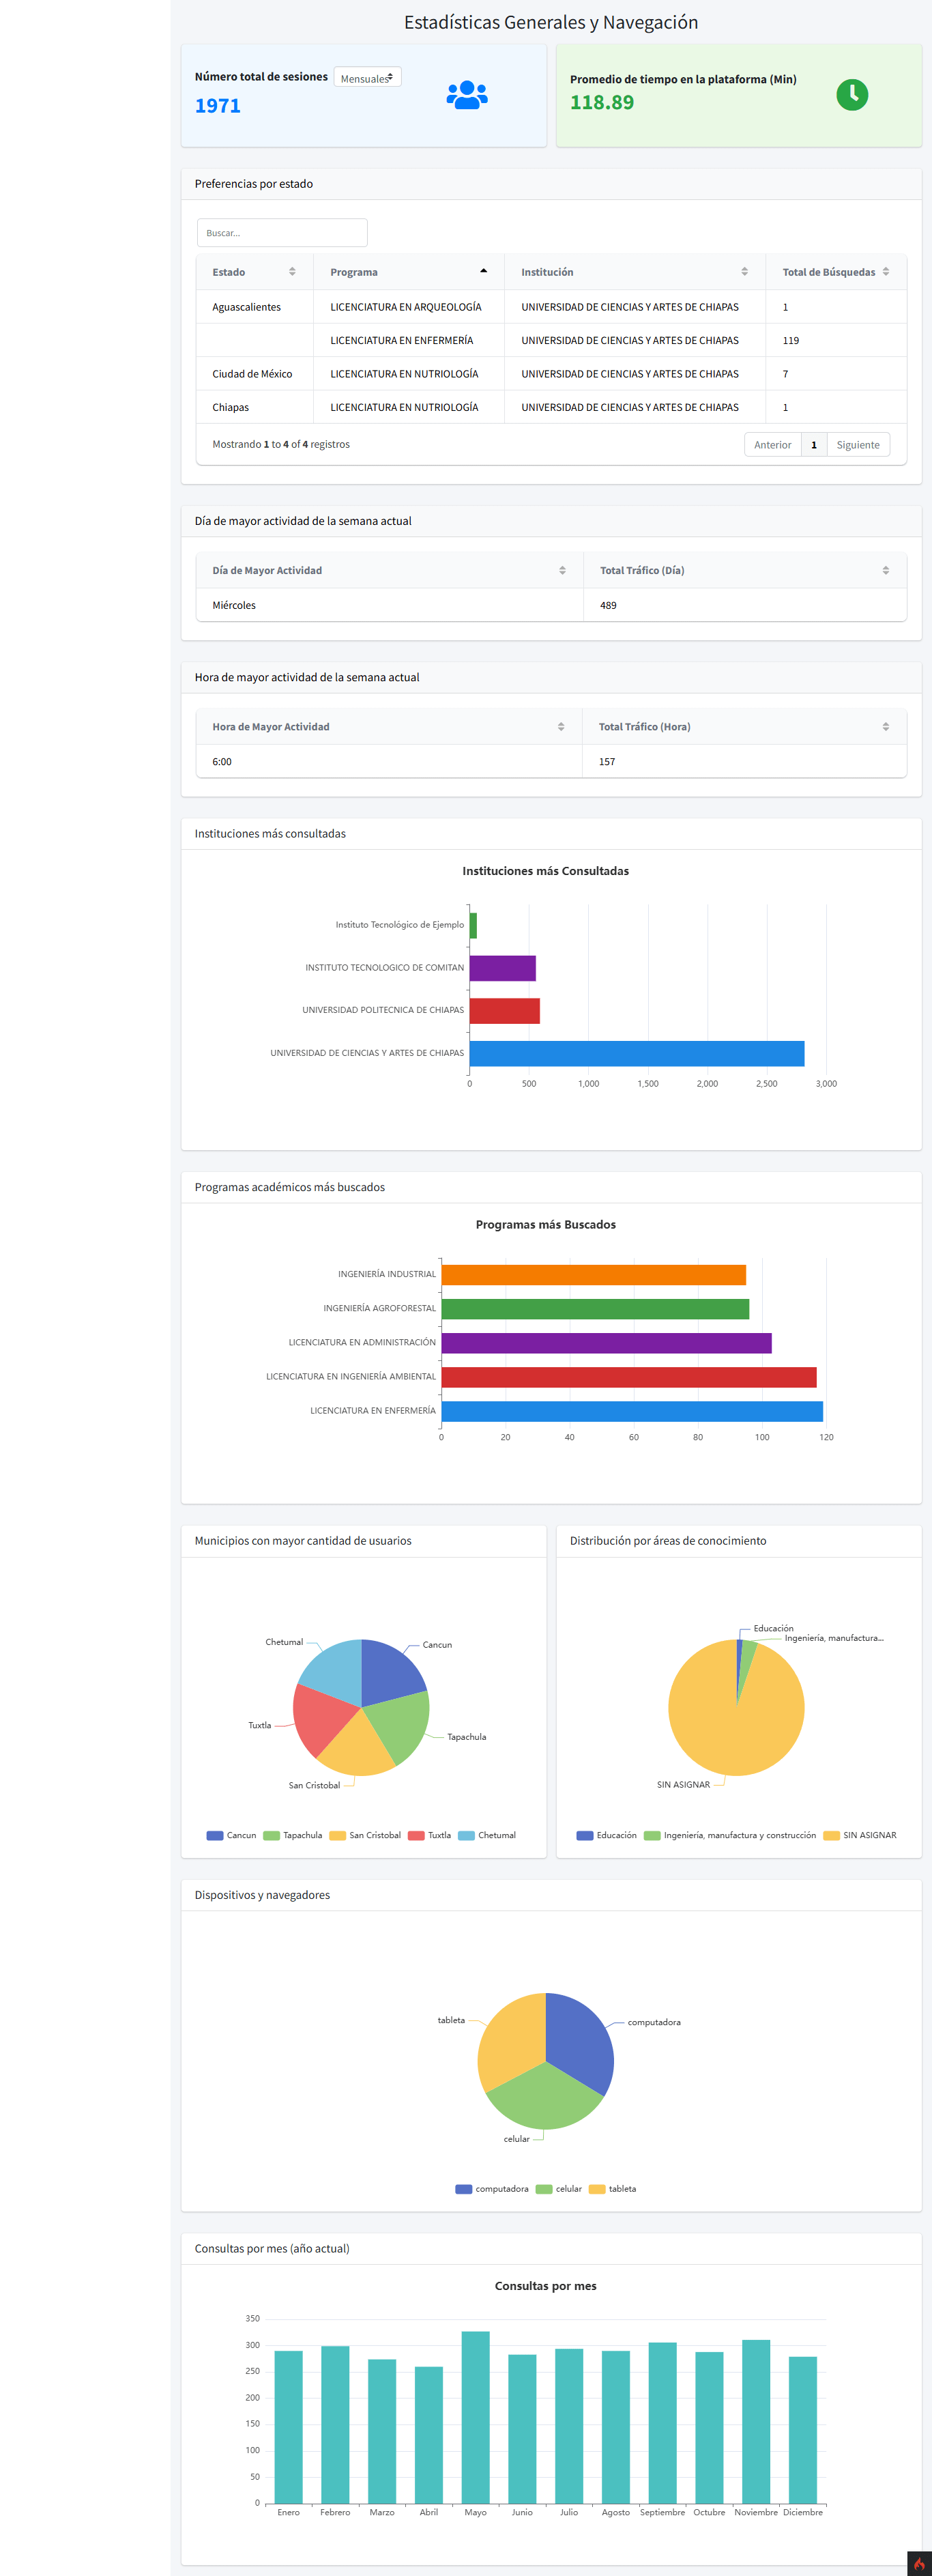 Estadísticas Generales y Navegación
Número total de sesiones Mensuales
1971
Promedio de tiempo en la plataforma (Min)
118.89
Preferencias por estado
Buscar...
Estado Programa Institución Total de Búsquedas
Aguascalientes LICENCIATURA EN ARQUEOLOGÍA UNIVERSIDAD DE CIENCIAS Y ARTES DE CHIAPAS 1
LICENCIATURA EN ENFERMERÍA UNIVERSIDAD DE CIENCIAS Y ARTES DE CHIAPAS 119
Ciudad de México LICENCIATURA EN NUTRIOLOGÍA UNIVERSIDAD DE CIENCIAS Y ARTES DE CHIAPAS 7
Chiapas LICENCIATURA EN NUTRIOLOGÍA UNIVERSIDAD DE CIENCIAS Y ARTES DE CHIAPAS 1
Mostrando 1 to 4 of 4 registros Anterior 1 Siguiente
Día de mayor actividad de la semana actual
Día de Mayor Actividad Total Tráfico (Día)
Miércoles 489
Hora de mayor actividad de la semana actual
Hora de Mayor Actividad Total Tráfico (Hora)
6:00 157
Instituciones más consultadas
Instituciones más Consultadas
Instituto Tecnológico de Ejemplo
INSTITUTO TECNOLOGICO DE COMITAN
UNIVERSIDAD POLITECNICA DE CHIAPAS
UNIVERSIDAD DE CIENCIAS Y ARTES DE CHIAPAS
0 500 1,000 1,500 2,000 2,500 3,000
Programas académicos más buscados
Programas más Buscados
INGENIERÍA INDUSTRIAL
INGENIERÍA AGROFORESTAL
LICENCIATURA EN ADMINISTRACIÓN
LICENCIATURA EN INGENIERÍA AMBIENTAL
LICENCIATURA EN ENFERMERÍA
0 20 40 60 80 100 120
Municipios con mayor cantidad de usuarios
Chetumal
Cancun
Tuxtla
Tapachula
San Cristobal
Cancun Tapachula San Cristobal Tuxtla Chetumal
Distribución por áreas de conocimiento
Educación
Ingeniería, manufactura...
SIN ASIGNAR
Educación Ingeniería, manufactura y construcción SIN ASIGNAR
Dispositivos y navegadores
tableta
computadora
celular
computadora celular tableta
Consultas por mes (año actual)
Consultas por mes
350
300
250
200
150
100
50
0
Enero Febrero Marzo Abril Mayo Junio Julio Agosto Septiembre Octubre Noviembre Diciembre